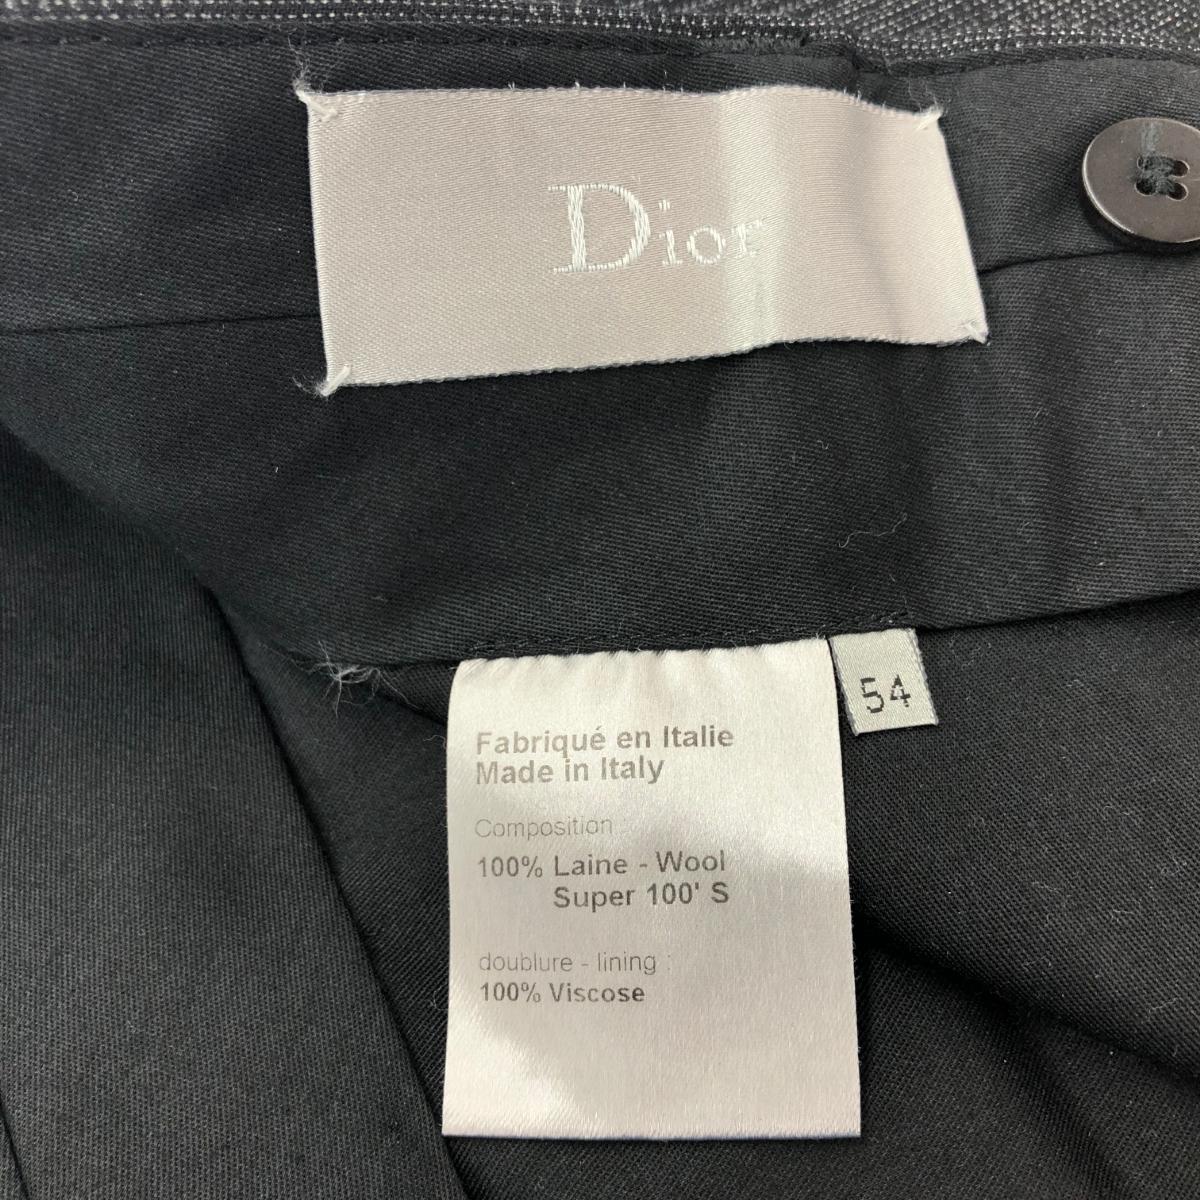 Dior
54
Fabriqué en Italie
Made in Italy
Composition :
100% Laine - Wool
Super 100' S
doublure - lining :
100% Viscose